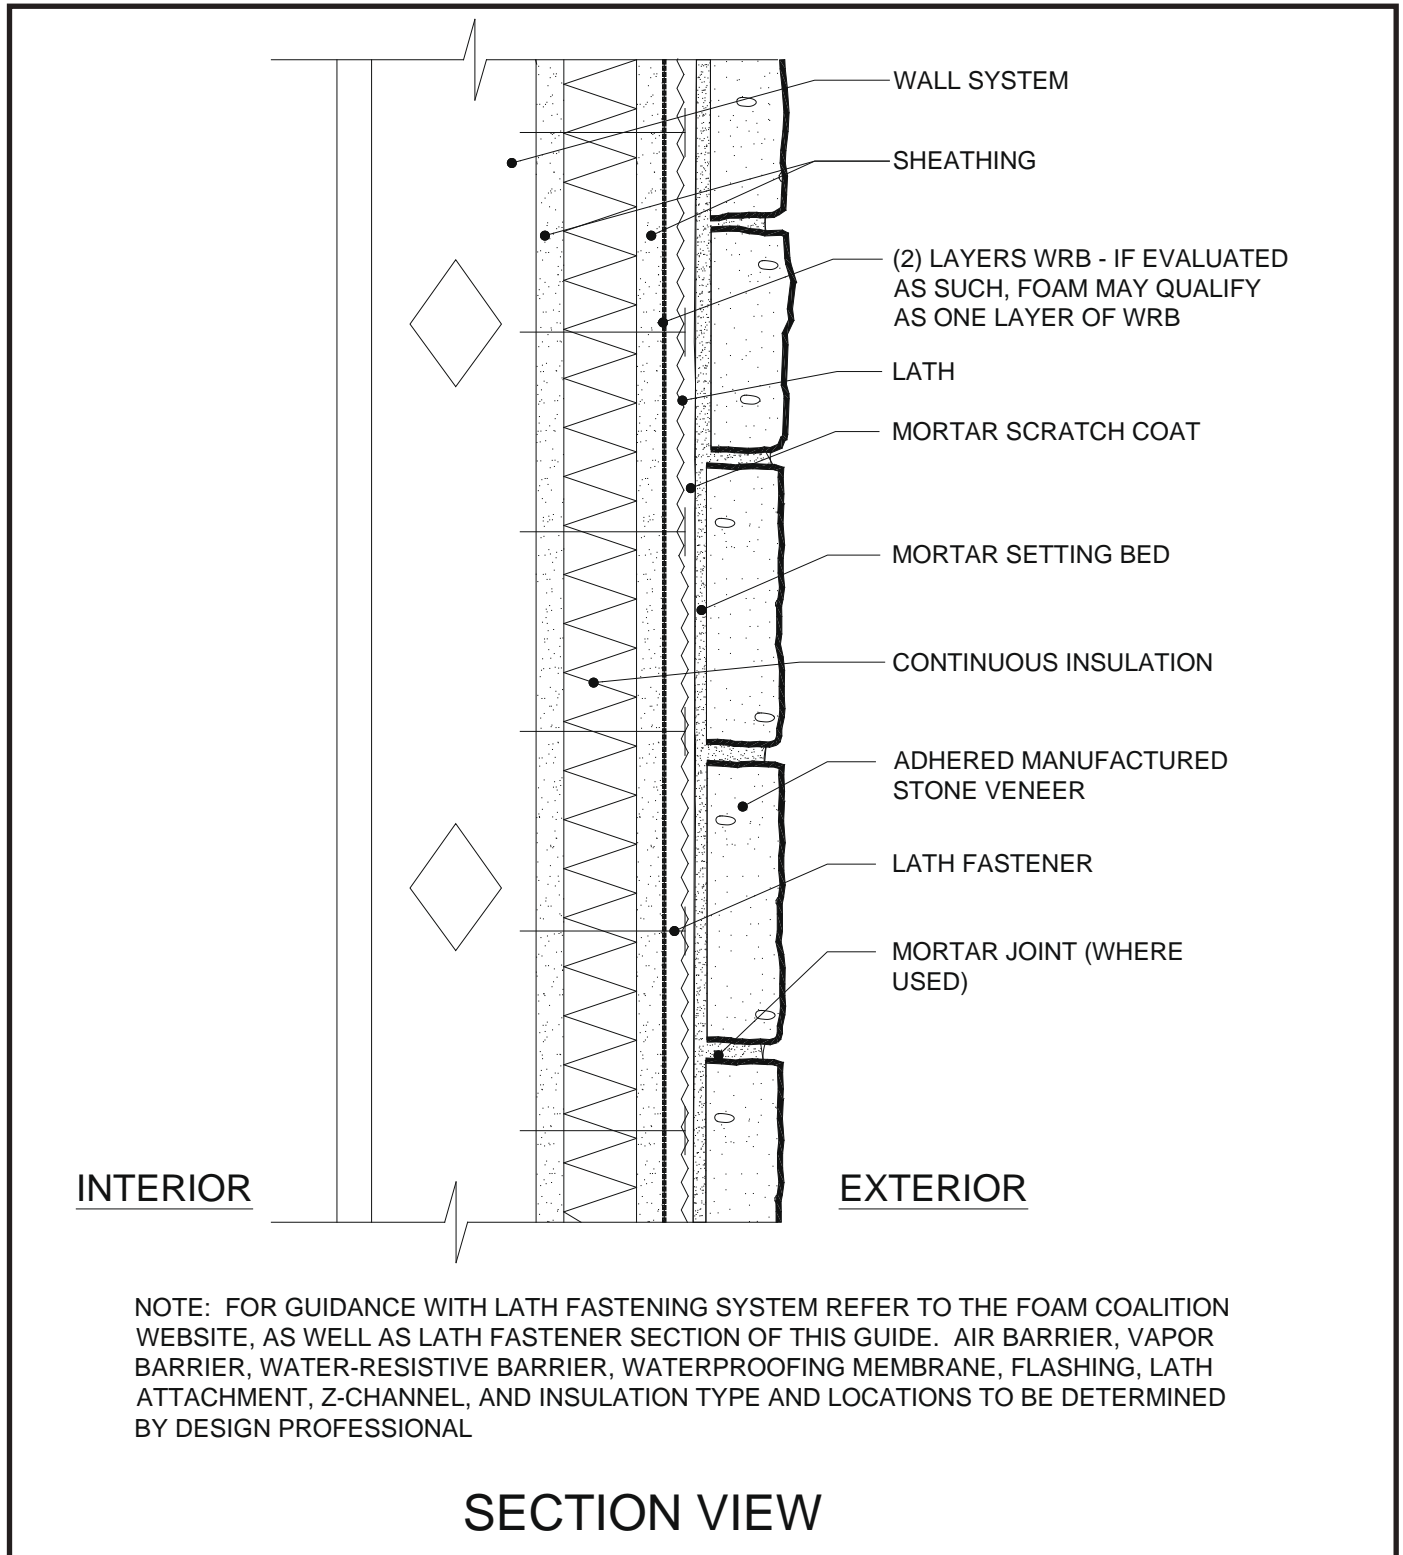 WALL SYSTEM
SHEATHING
(2) LAYERS WRB - IF EVALUATED
AS SUCH, FOAM MAY QUALIFY
AS ONE LAYER OF WRB
LATH
MORTAR SCRATCH COAT
MORTAR SETTING BED
CONTINUOUS INSULATION
ADHERED MANUFACTURED
STONE VENEER
LATH FASTENER
MORTAR JOINT (WHERE
USED)
INTERIOR
EXTERIOR
NOTE: FOR GUIDANCE WITH LATH FASTENING SYSTEM REFER TO THE FOAM COALITION
WEBSITE, AS WELL AS LATH FASTENER SECTION OF THIS GUIDE. AIR BARRIER, VAPOR
BARRIER, WATER-RESISTIVE BARRIER, WATERPROOFING MEMBRANE, FLASHING, LATH
ATTACHMENT, Z-CHANNEL, AND INSULATION TYPE AND LOCATIONS TO BE DETERMINED
BY DESIGN PROFESSIONAL
SECTION VIEW